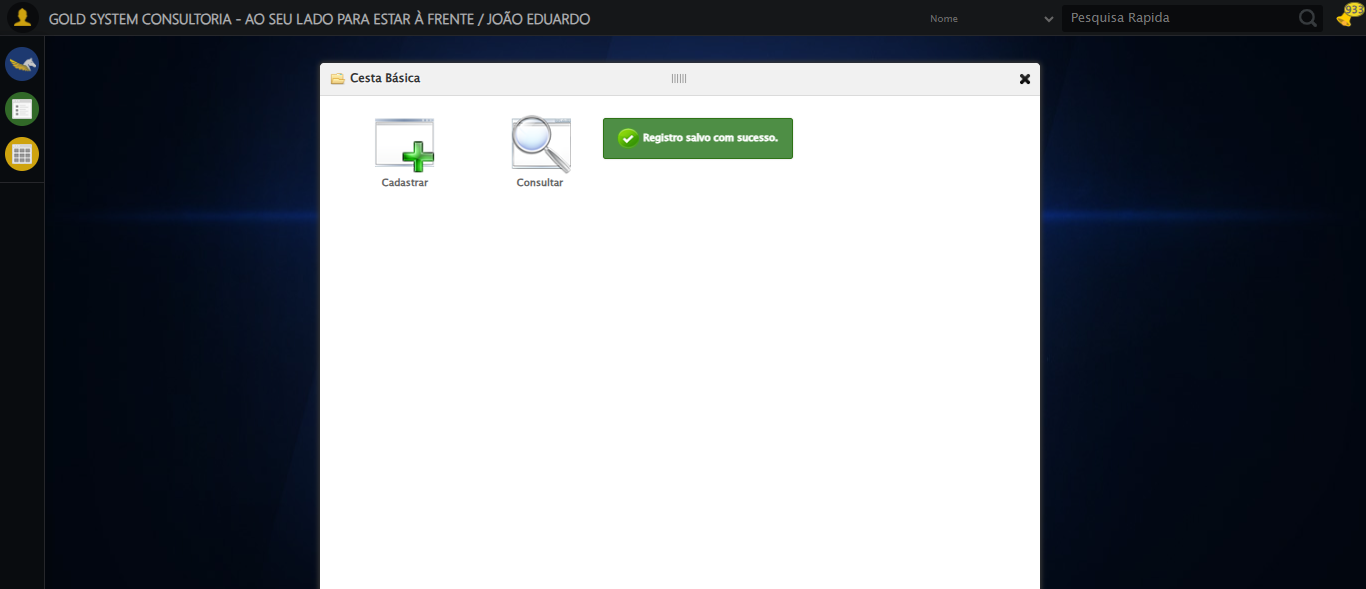 GOLD SYSTEM CONSULTORIA - AO SEU LADO PARA ESTAR À FRENTE / JOÃO EDUARDO
Nome
Pesquisa Rapida
933
Cesta Básica
Registro salvo com sucesso.
Cadastrar
Consultar